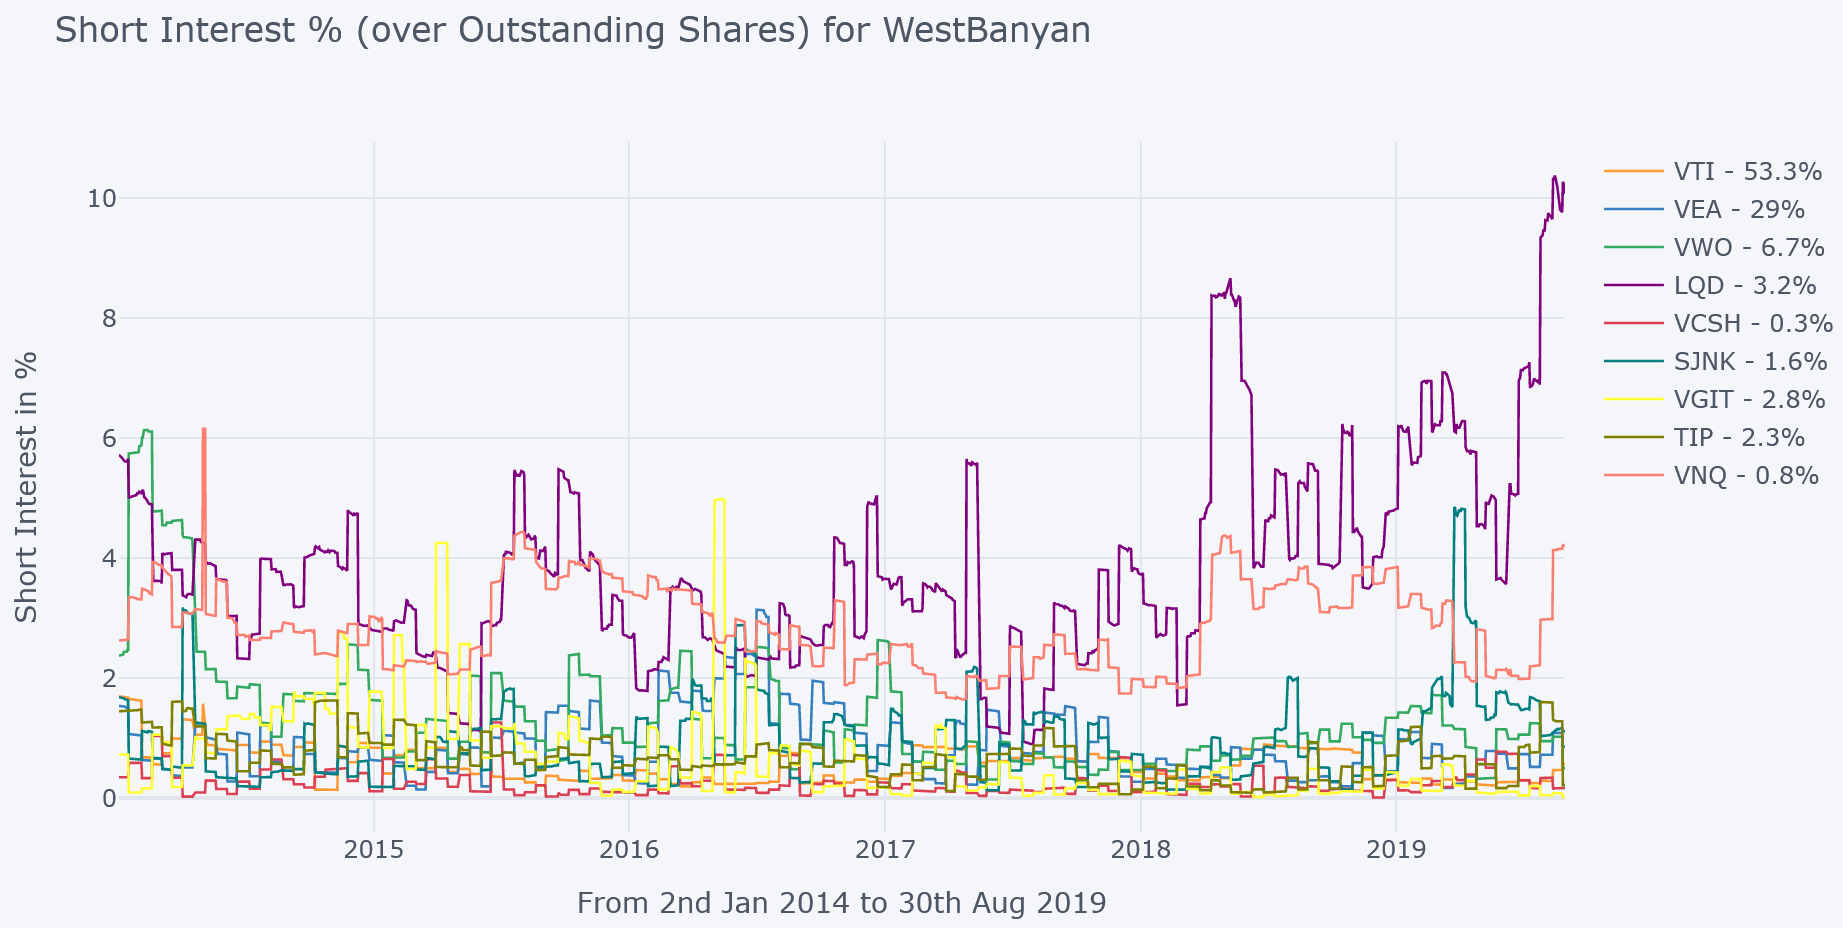 Short Interest % (over Outstanding Shares) for WestBanyan
VTI - 53.3%
VEA - 29%
VWO - 6.7%
LQD - 3.2%
VCSH - 0.3%
SJNK - 1.6%
VGIT - 2.8%
TIP - 2.3%
VNQ - 0.8%
Short Interest in %
10
8
6
4
2
0
2015
2016
2017
2018
2019
From 2nd Jan 2014 to 30th Aug 2019